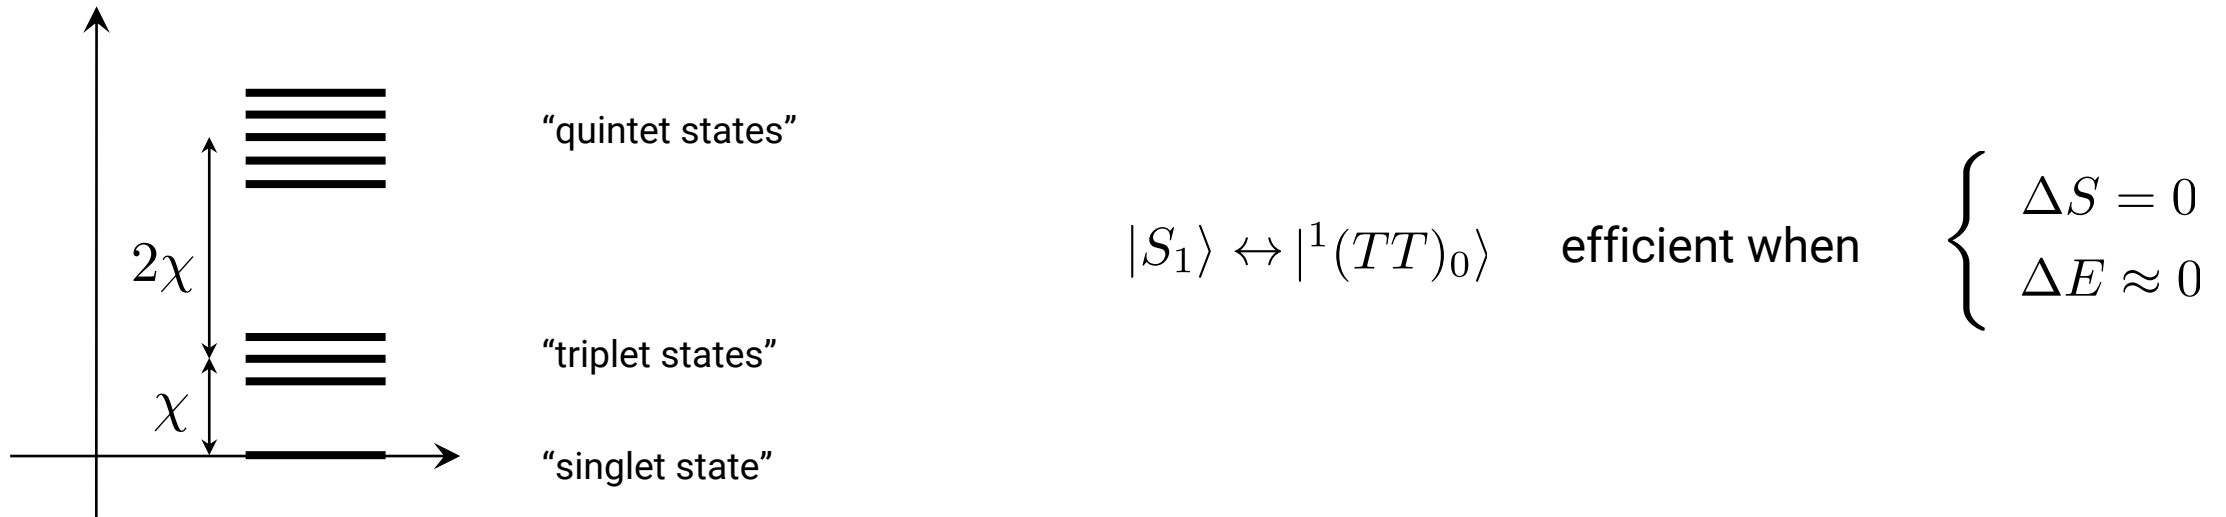 “quintet states”
2χ
|S₁⟩ ↔ |¹(TT)₀⟩ efficient when { ΔS = 0
ΔE ≈ 0
“triplet states”
χ
“singlet state”